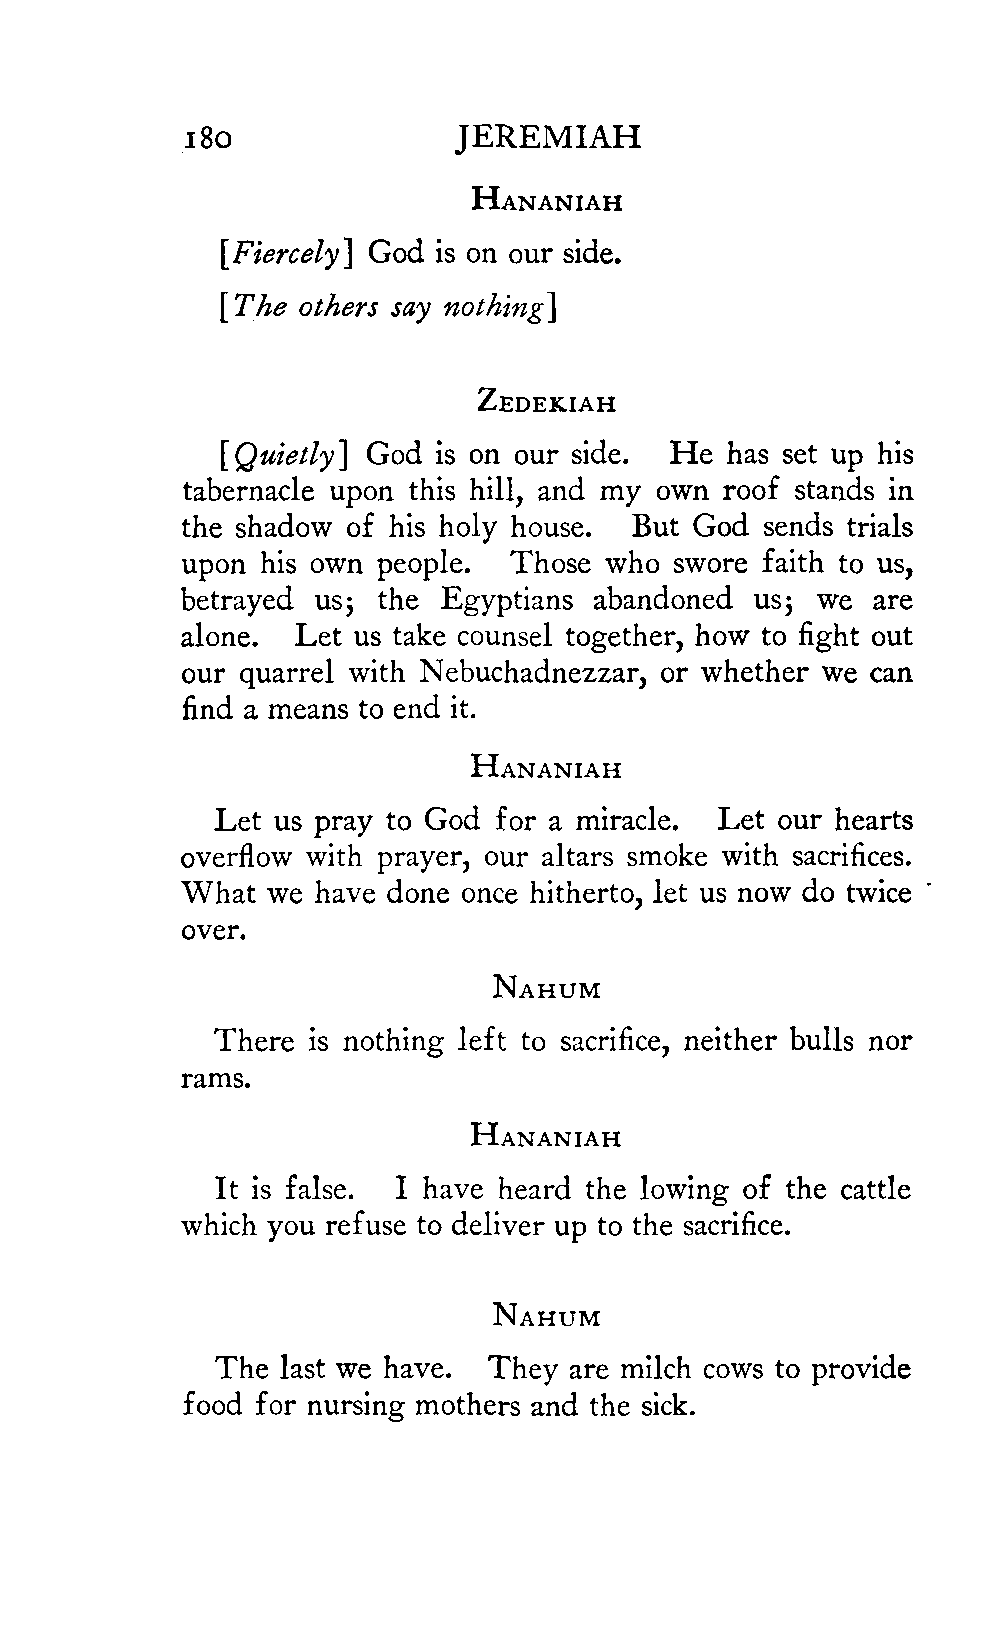 180 JEREMIAH
HANANIAH
[Fiercely] God is on our side.
[The others say nothing]
ZEDEKIAH
[Quietly] God is on our side. He has set up his
tabernacle upon this hill, and my own roof stands in
the shadow of his holy house. But God sends trials
upon his own people. Those who swore faith to us,
betrayed us; the Egyptians abandoned us; we are
alone. Let us take counsel together, how to fight out
our quarrel with Nebuchadnezzar, or whether we can
find a means to end it.
HANANIAH
Let us pray to God for a miracle. Let our hearts
overflow with prayer, our altars smoke with sacrifices.
What we have done once hitherto, let us now do twice
over.
NAHUM
There is nothing left to sacrifice, neither bulls nor
rams.
HANANIAH
It is false. I have heard the lowing of the cattle
which you refuse to deliver up to the sacrifice.
NAHUM
The last we have. They are milch cows to provide
food for nursing mothers and the sick.